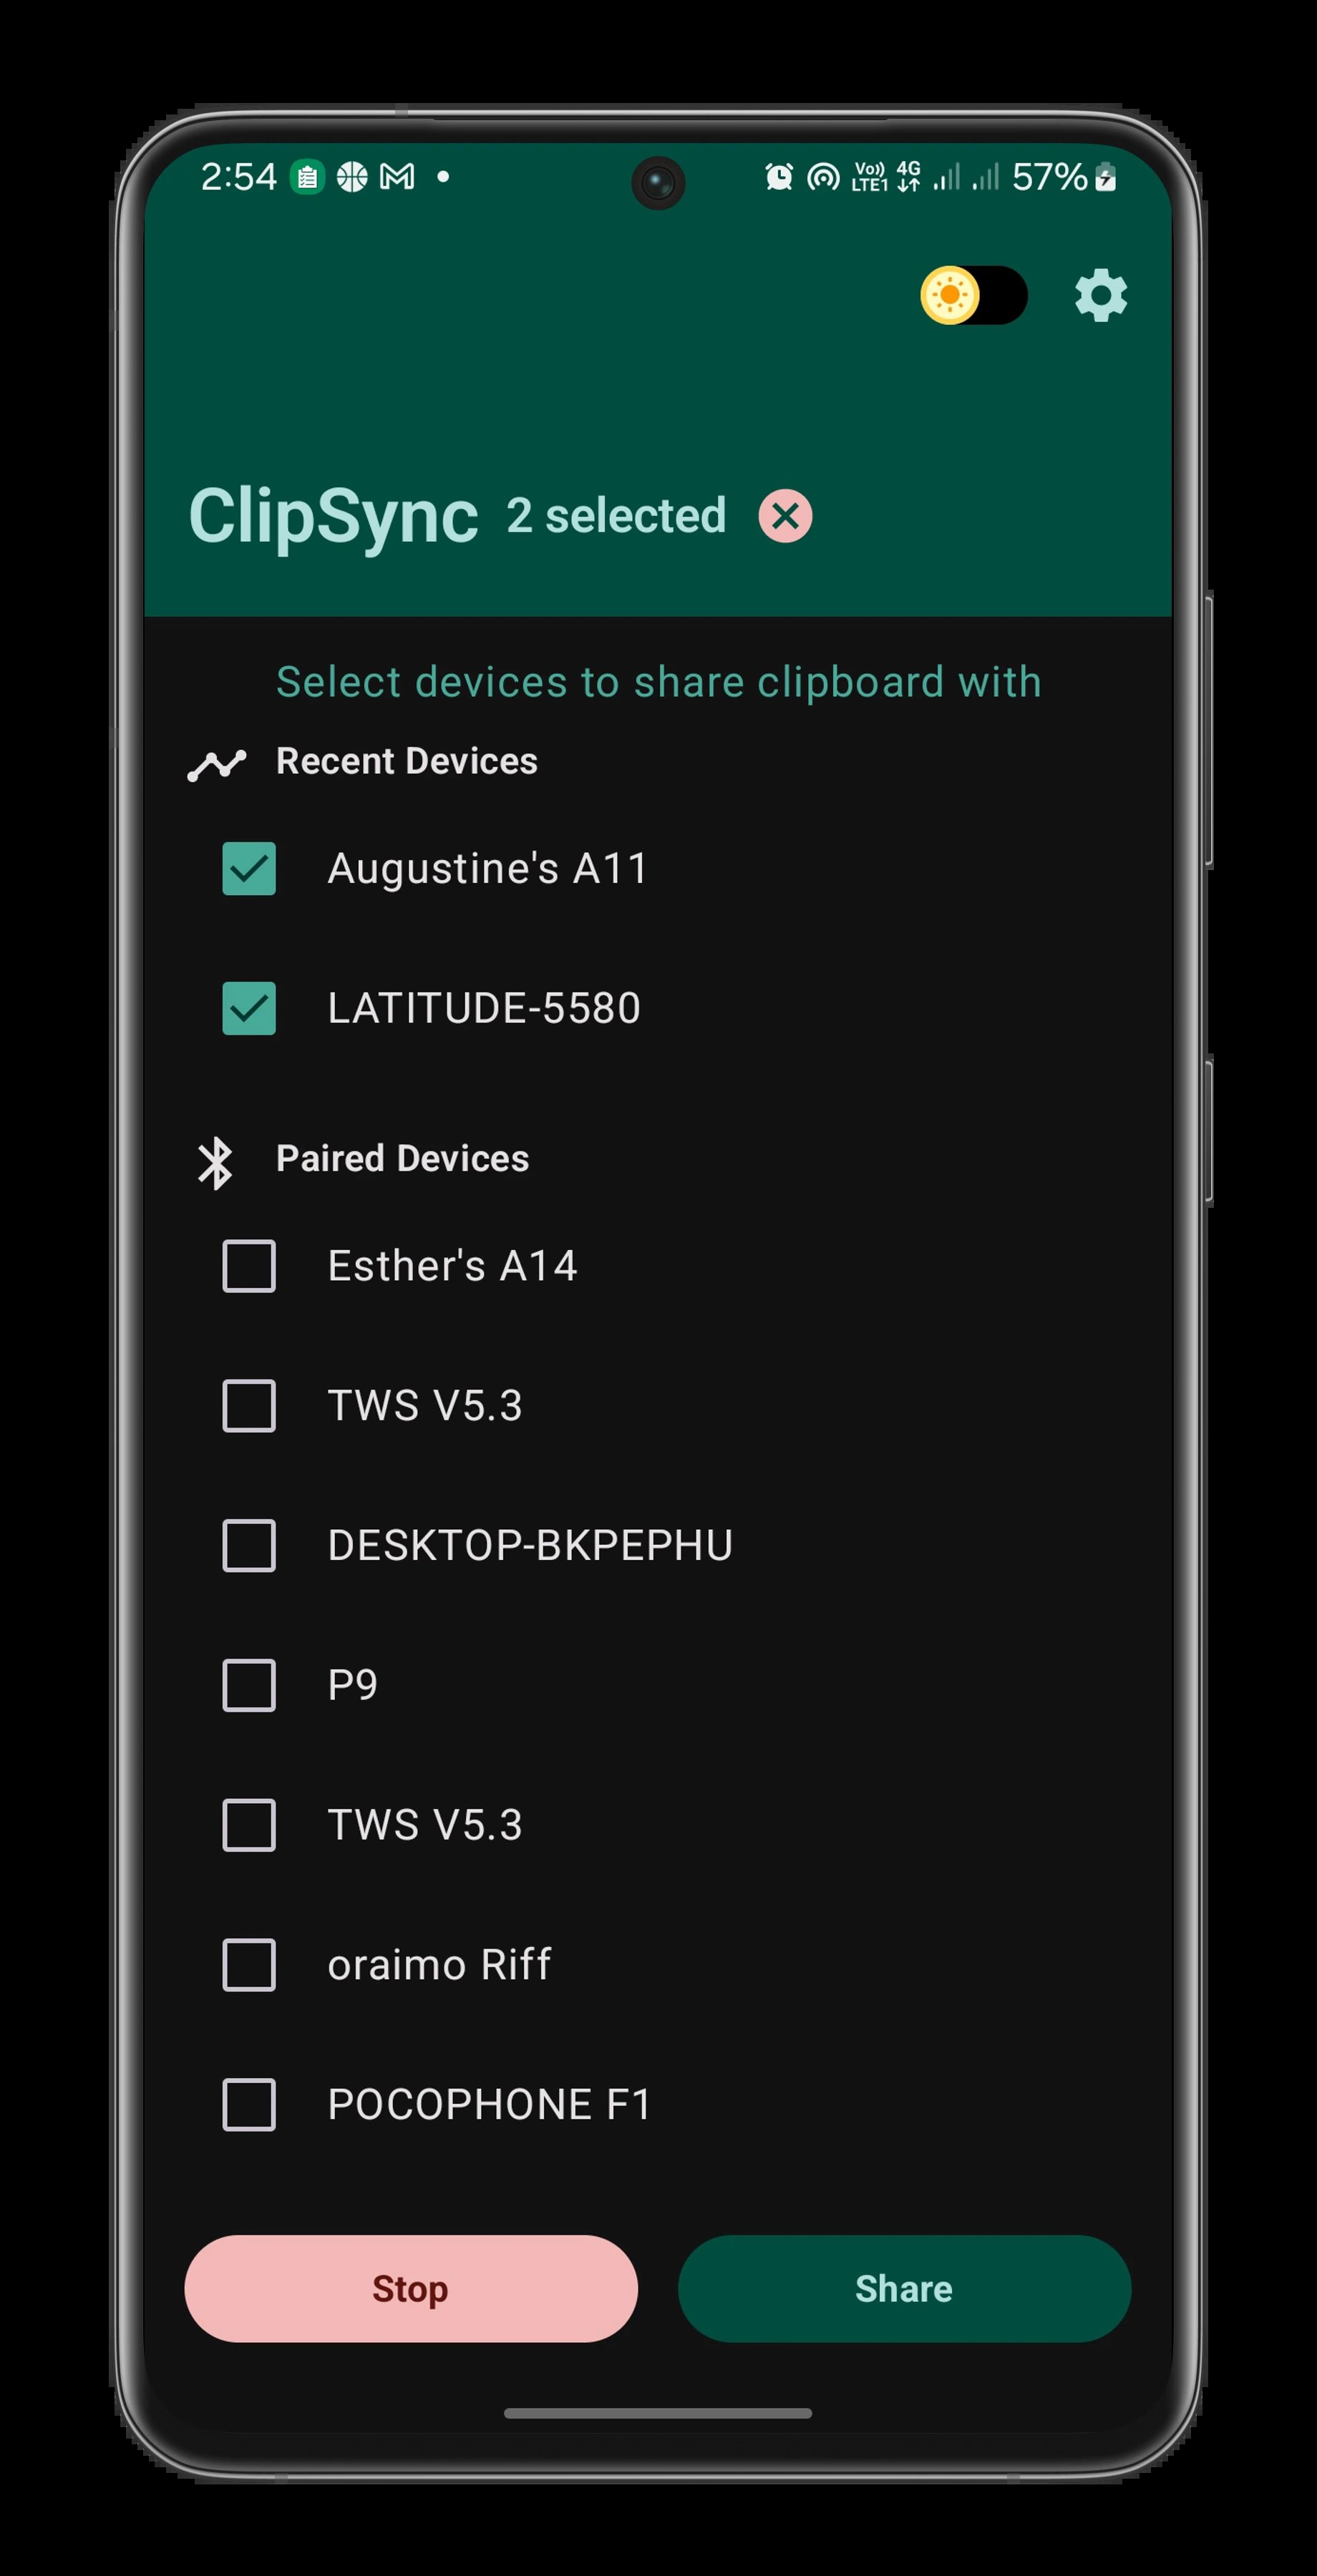 2:54
Vo)) LTE1 4G 57%
ClipSync 2 selected
Select devices to share clipboard with
Recent Devices
Augustine's A11
LATITUDE-5580
Paired Devices
Esther's A14
TWS V5.3
DESKTOP-BKPEPHU
P9
TWS V5.3
oraimo Riff
POCOPHONE F1
Stop
Share